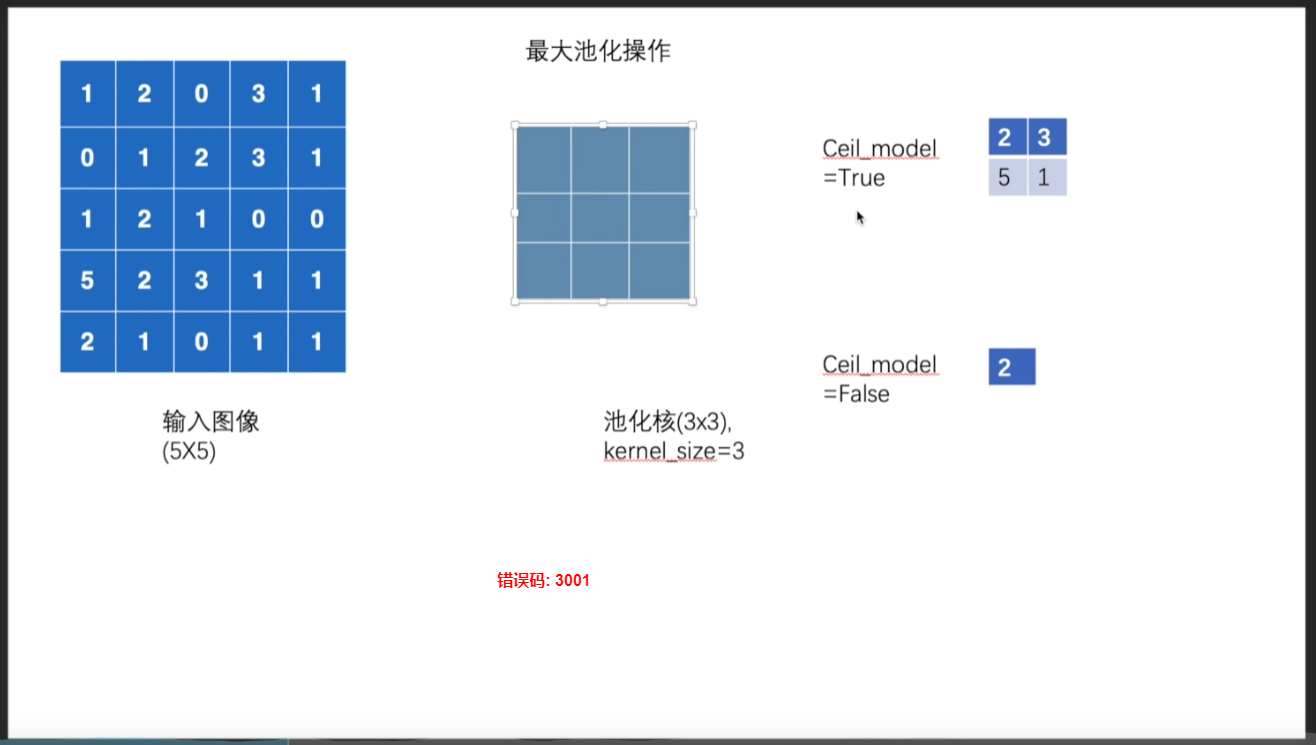 最大池化操作
1 2 0 3 1
0 1 2 3 1
1 2 1 0 0
5 2 3 1 1
2 1 0 1 1
输入图像
(5X5)
池化核(3x3),
kernel_size=3
Ceil_model
=True
2 3
5 1
Ceil_model
=False
2
错误码: 3001